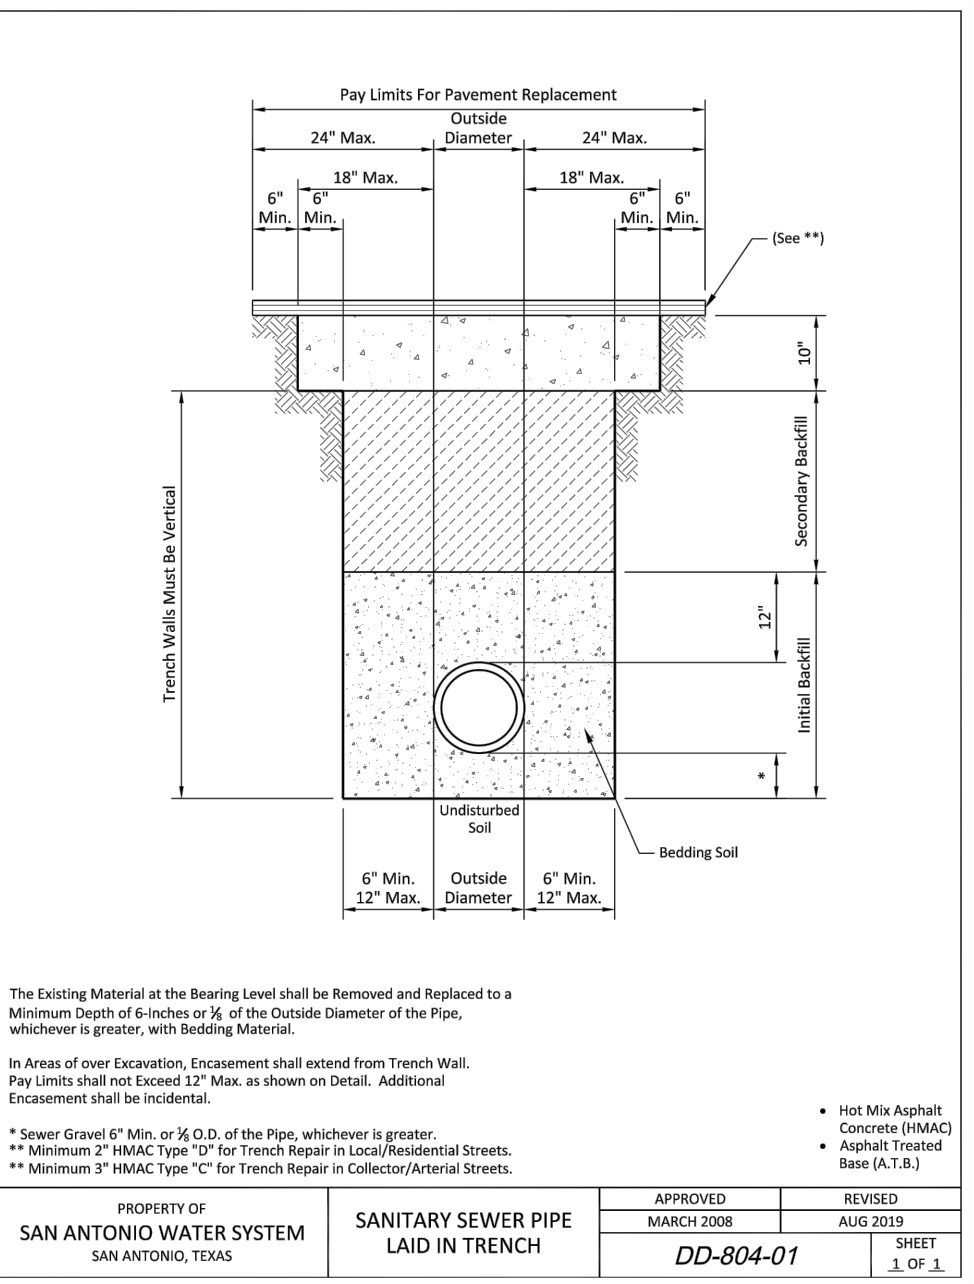 Pay Limits For Pavement Replacement
Outside
Diameter
24" Max.
24" Max.
18" Max.
18" Max.
6"
Min.
6"
Min.
6"
Min.
6"
Min.
(See **)
10"
Secondary Backfill
Trench Walls Must Be Vertical
12"
Initial Backfill
*
Undisturbed
Soil
Bedding Soil
6" Min.
12" Max.
Outside
Diameter
6" Min.
12" Max.
The Existing Material at the Bearing Level shall be Removed and Replaced to a
Minimum Depth of 6-Inches or ⅛ of the Outside Diameter of the Pipe,
whichever is greater, with Bedding Material.
In Areas of over Excavation, Encasement shall extend from Trench Wall.
Pay Limits shall not Exceed 12" Max. as shown on Detail. Additional
Encasement shall be incidental.
* Sewer Gravel 6" Min. or ⅛ O.D. of the Pipe, whichever is greater.
** Minimum 2" HMAC Type "D" for Trench Repair in Local/Residential Streets.
** Minimum 3" HMAC Type "C" for Trench Repair in Collector/Arterial Streets.
• Hot Mix Asphalt
Concrete (HMAC)
• Asphalt Treated
Base (A.T.B.)
PROPERTY OF
SAN ANTONIO WATER SYSTEM
SAN ANTONIO, TEXAS
SANITARY SEWER PIPE
LAID IN TRENCH
APPROVED
MARCH 2008
REVISED
AUG 2019
DD-804-01
SHEET
1 OF 1